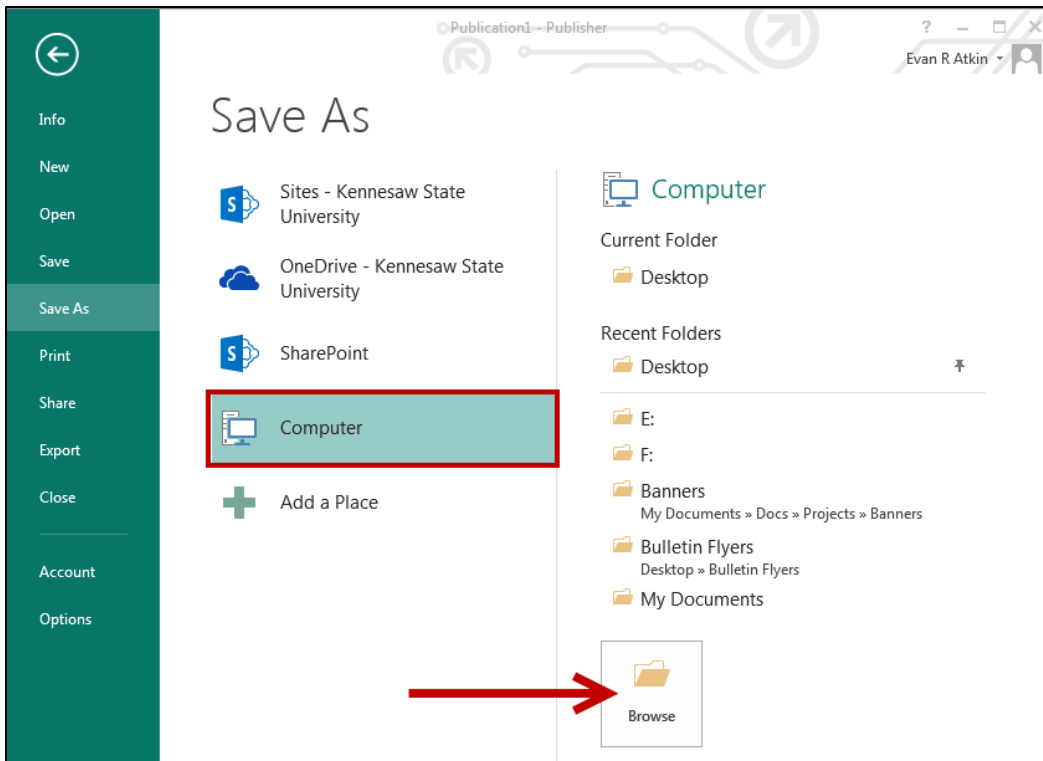 Publication1 - Publisher
?
Evan R Atkin
Info
New
Open
Save
Save As
Print
Share
Export
Close
Account
Options
Save As
Sites - Kennesaw State
University
OneDrive - Kennesaw State
University
SharePoint
Computer
Add a Place
Computer
Current Folder
Desktop
Recent Folders
Desktop
E:
F:
Banners
My Documents » Docs » Projects » Banners
Bulletin Flyers
Desktop » Bulletin Flyers
My Documents
Browse